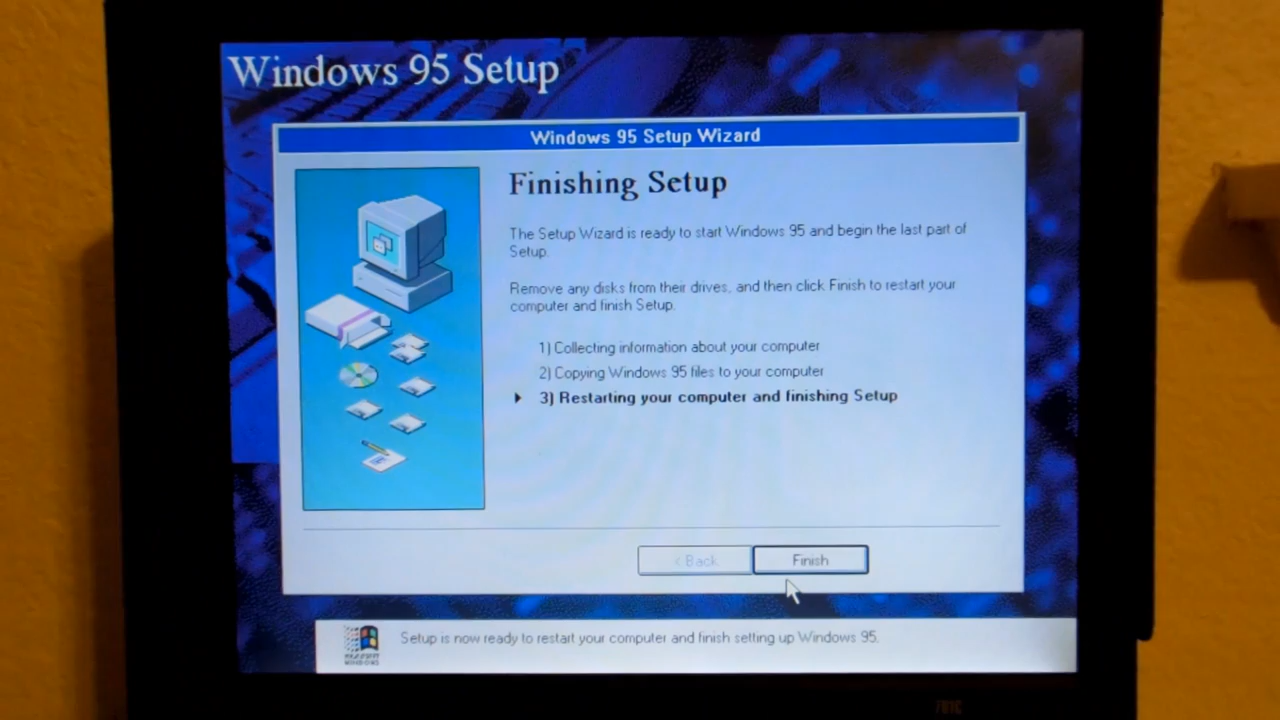 Windows 95 Setup
Windows 95 Setup Wizard
Finishing Setup
The Setup Wizard is ready to start Windows 95 and begin the last part of
Setup.
Remove any disks from their drives, and then click Finish to restart your
computer and finish Setup.
1) Collecting information about your computer
2) Copying Windows 95 files to your computer
3) Restarting your computer and finishing Setup
< Back
Finish
Setup is now ready to restart your computer and finish setting up Windows 95.
MICROSOFT
WINDOWS